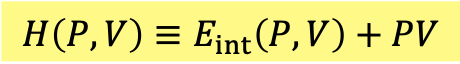 H(P, V) ≡ E_int(P, V) + PV